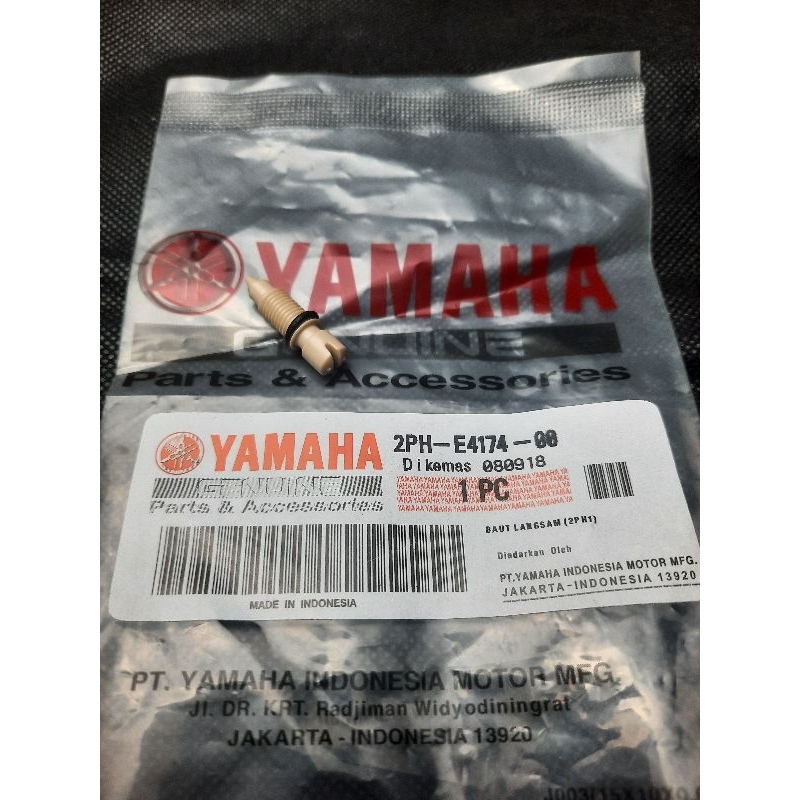 YAMAHA
GENUINE
Parts & Accessories
YAMAHA
GENUINE
Parts & Accessories
MADE IN INDONESIA
2PH-E4174-00
Dikemas 080918
1 PC
BAUT LANGSAM (2PH1)
Diedarkan Oleh
PT.YAMAHA INDONESIA MOTOR MFG.
JAKARTA-INDONESIA 13920
PT. YAMAHA INDONESIA MOTOR MFG.
Jl. DR. KRT. Radjiman Widyodiningrat
JAKARTA - INDONESIA 13920